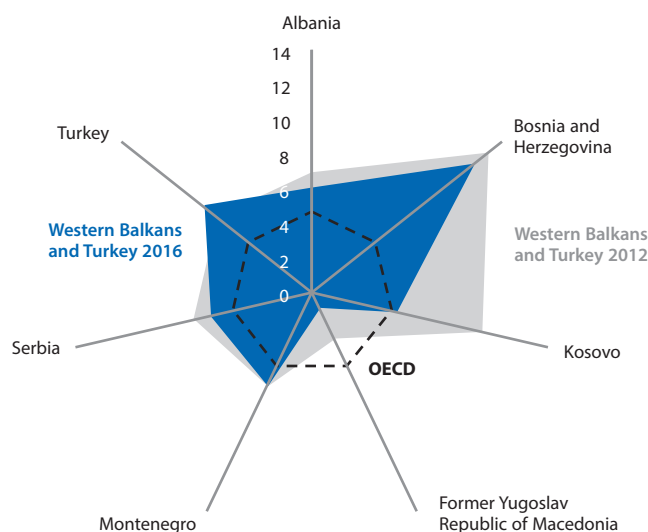 Albania
14
12
10
8
6
4
2
0
Turkey
Bosnia and
Herzegovina
Western Balkans
and Turkey 2016
Western Balkans
and Turkey 2012
Serbia
Kosovo
OECD
Montenegro
Former Yugoslav
Republic of Macedonia